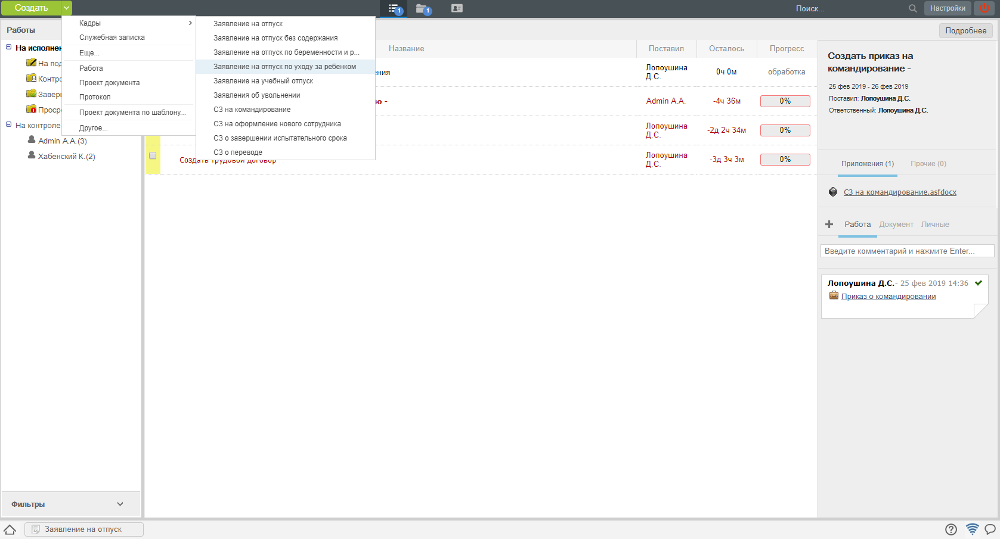 Создать
1
1
Поиск...
Настройки
Работы
Подробнее
На исполнен
На под
Контро
Заверш
Просро
На контроле
Admin А.А.(3)
Хабенский К.(2)
Фильтры
Кадры
Служебная записка
Еще...
Работа
Проект документа
Протокол
Проект документа по шаблону...
Другое...
Заявление на отпуск
Заявление на отпуск без содержания
Заявление на отпуск по беременности и р...
Заявление на отпуск по уходу за ребенком
Заявление на учебный отпуск
Заявления об увольнении
СЗ на командирование
СЗ на оформление нового сотрудника
СЗ о завершении испытательного срока
СЗ о переводе
Название
Поставил
Осталось
Прогресс
ния
Лопоушина
Д.С.
0ч 0м
обработка
ю -
Admin А.А.
-4ч 36м
0%
Лопоушина
Д.С.
-2д 2ч 34м
0%
Создать трудовой договор
Лопоушина
Д.С.
-3д 3ч 3м
0%
Создать приказ на
командирование -
25 фев 2019 - 26 фев 2019
Поставил: Лопоушина Д.С.
Ответственный: Лопоушина Д.С.
Приложения (1)
Прочие (0)
СЗ на командирование.asfdocx
Работа
Документ
Личные
Введите комментарий и нажмите Enter...
Лопоушина Д.С.- 25 фев 2019 14:36
Приказ о командировании
Заявление на отпуск